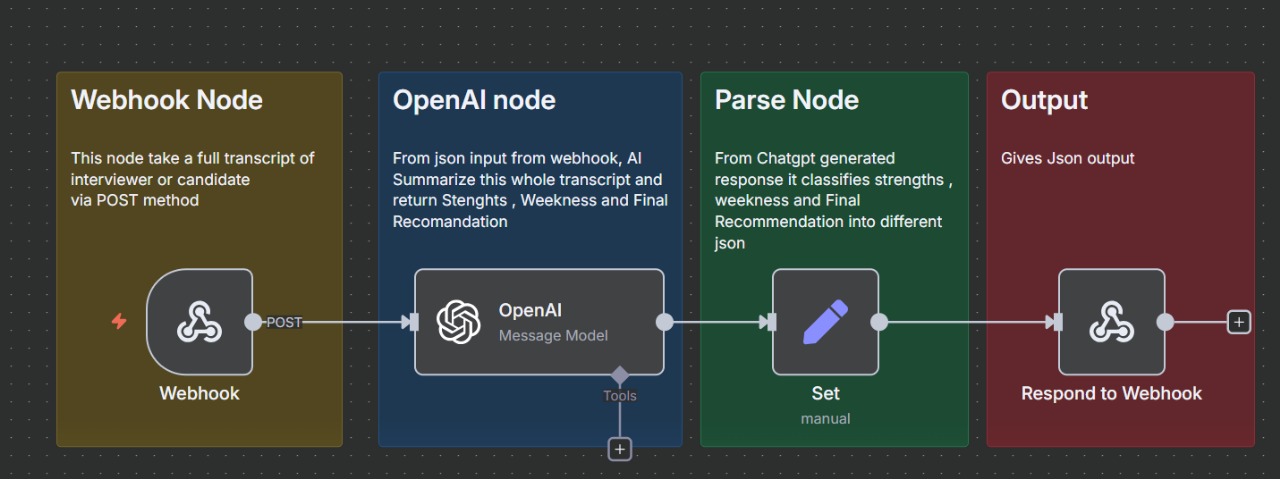 Webhook Node
This node take a full transcript of
interviewer or candidate
via POST method
POST
Webhook
OpenAI node
From json input from webhook, AI
Summarize this whole transcript and
return Stenghts , Weekness and Final
Recomandation
OpenAI
Message Model
Tools
Parse Node
From Chatgpt generated
response it classifies strengths ,
weekness and Final
Recommendation into different
json
Set
manual
Output
Gives Json output
Respond to Webhook